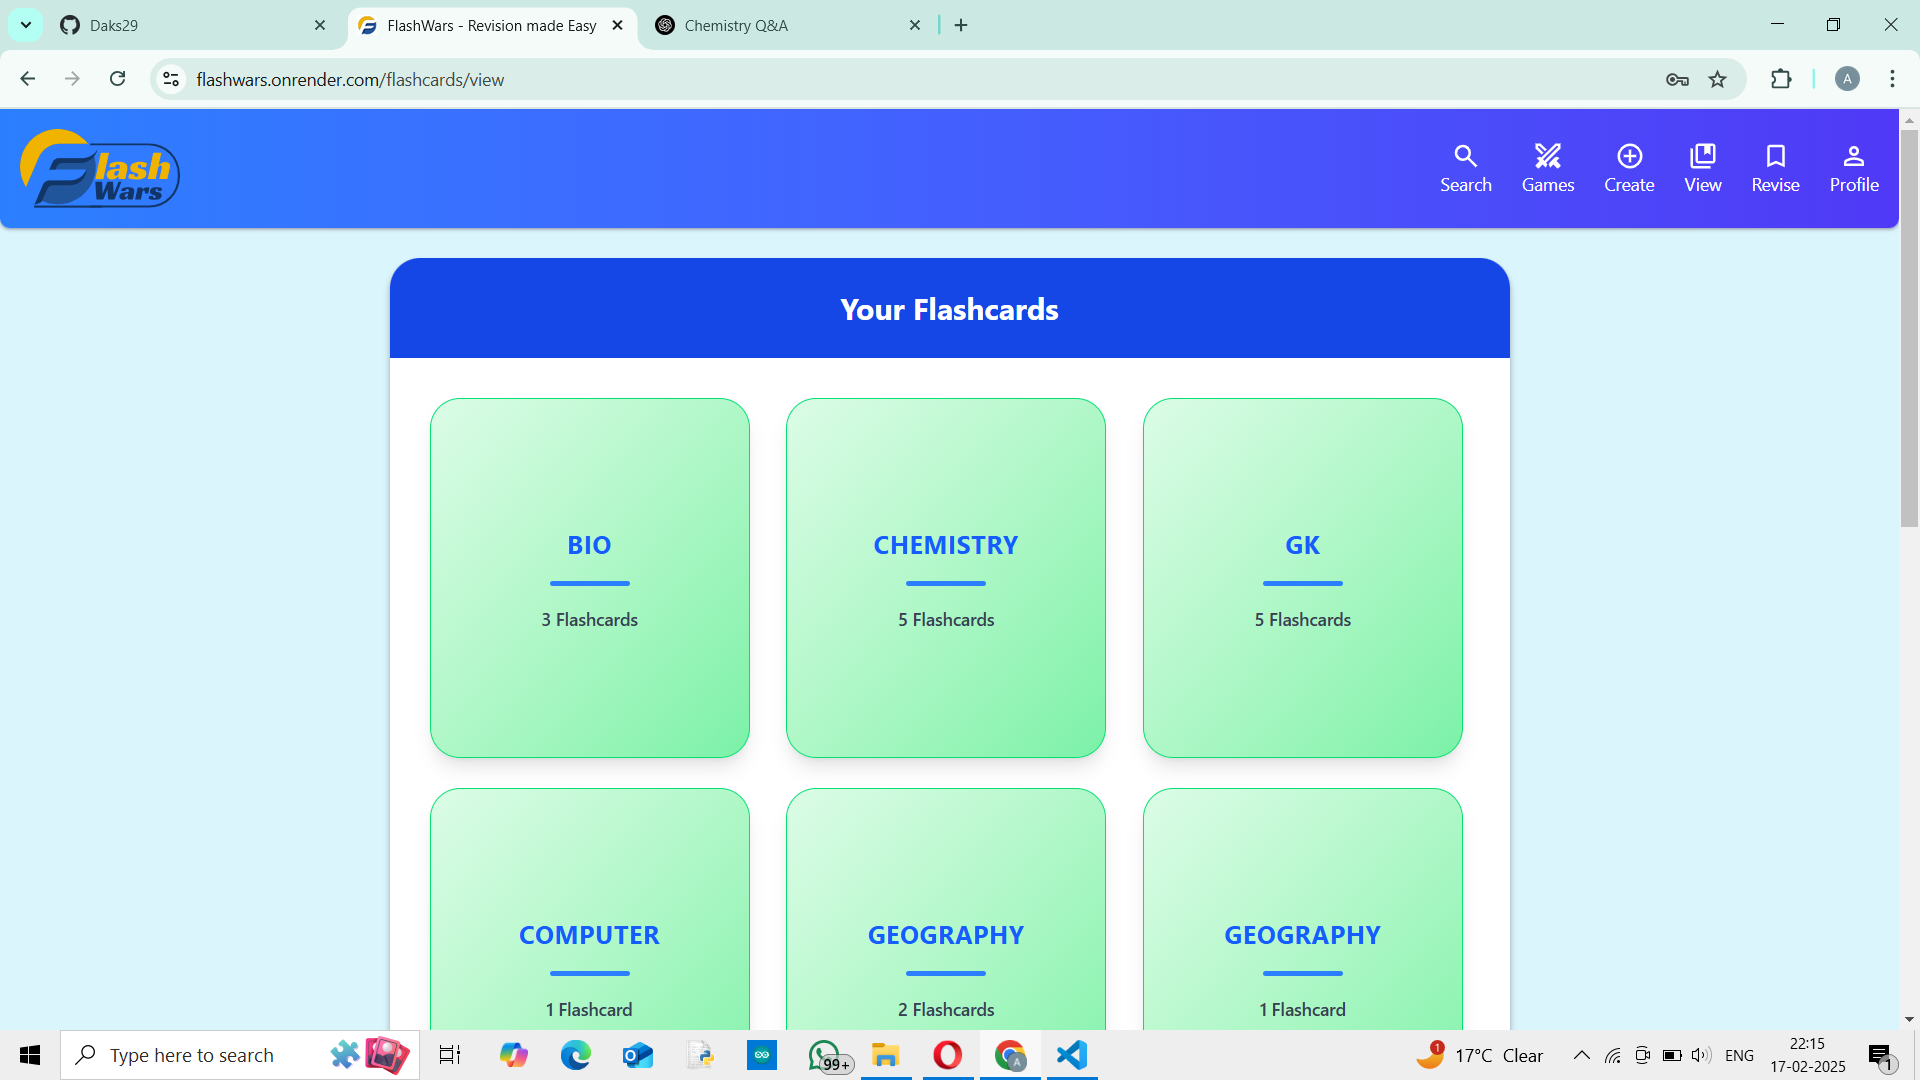 Daks29
FlashWars - Revision made Easy
Chemistry Q&A
flashwars.onrender.com/flashcards/view
A
Flash
Wars
Search
Games
Create
View
Revise
Profile
Your Flashcards
BIO
3 Flashcards
CHEMISTRY
5 Flashcards
GK
5 Flashcards
COMPUTER
1 Flashcard
GEOGRAPHY
2 Flashcards
GEOGRAPHY
1 Flashcard
Type here to search
99+
A
1
17°C Clear
ENG
22:15
17-02-2025
1